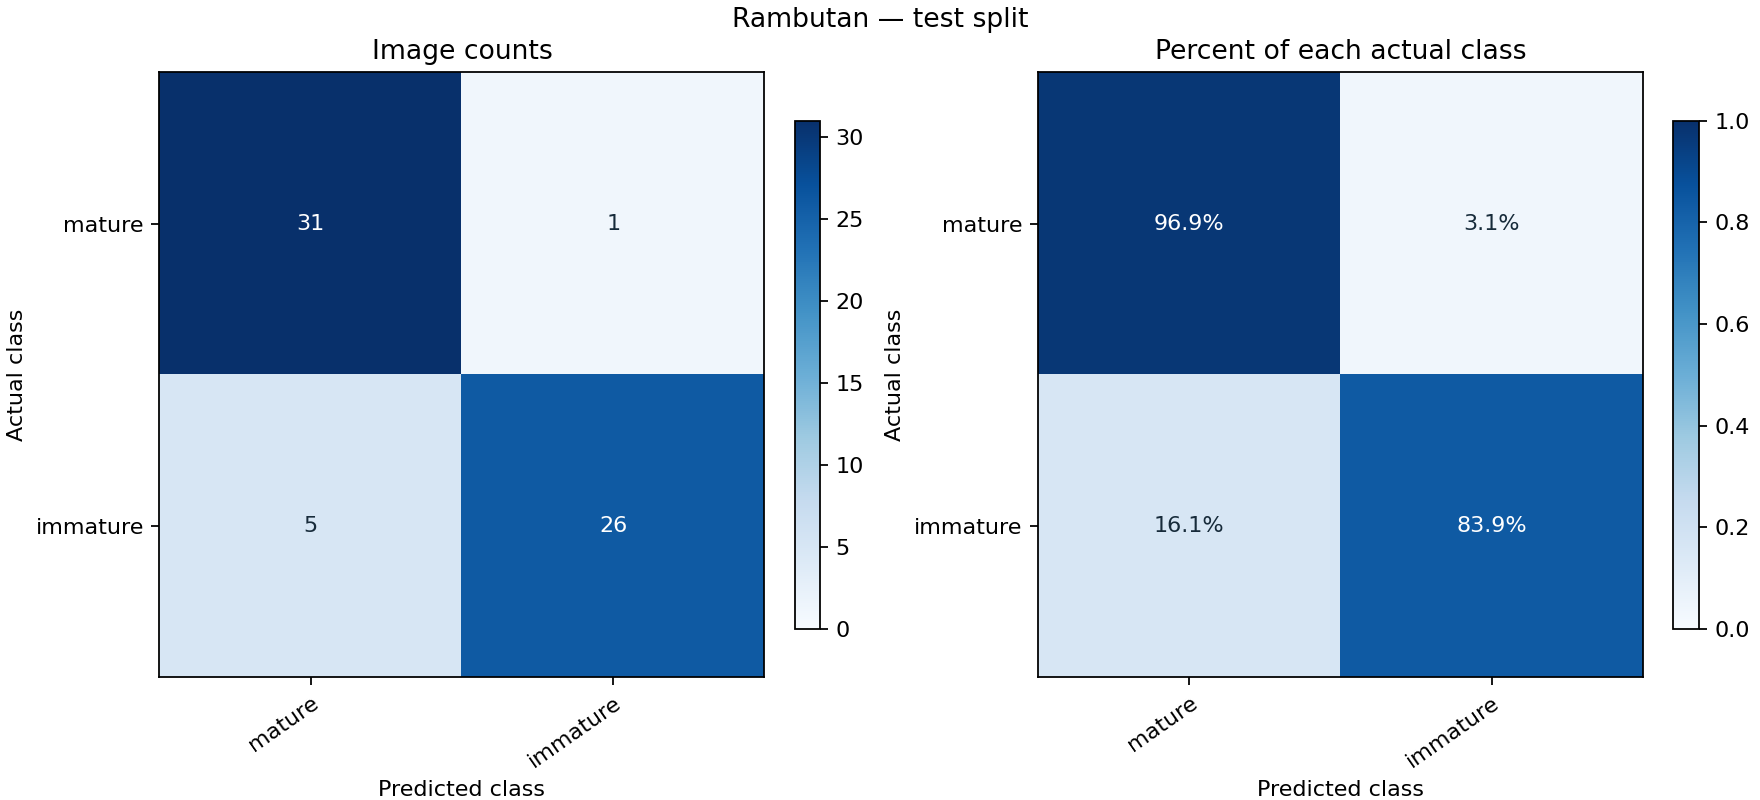 Rambutan — test split
Image counts
Actual class
mature
immature
31
1
5
26
mature
immature
Predicted class
30
25
20
15
10
5
0
Percent of each actual class
Actual class
mature
immature
96.9%
3.1%
16.1%
83.9%
mature
immature
Predicted class
1.0
0.8
0.6
0.4
0.2
0.0